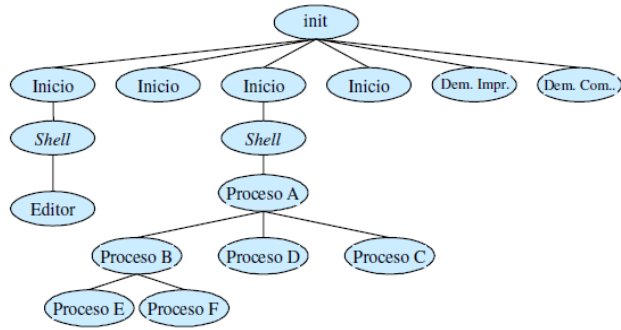 init
Inicio
Inicio
Inicio
Inicio
Dem. Impr.
Dem. Com..
Shell
Shell
Editor
Proceso A
Proceso B
Proceso D
Proceso C
Proceso E
Proceso F